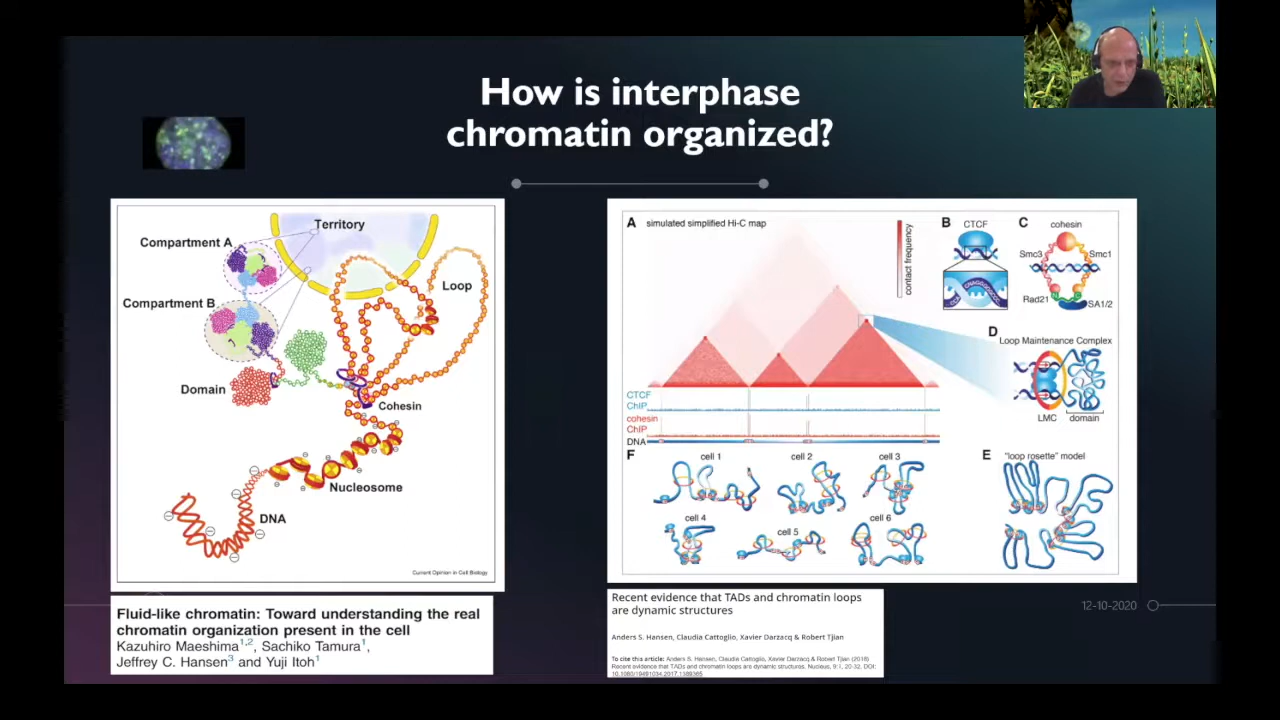 How is interphase
chromatin organized?
Territory
Compartment A
Compartment B
Loop
Domain
Cohesin
Nucleosome
DNA
Current Opinion in Cell Biology
Fluid-like chromatin: Toward understanding the real
chromatin organization present in the cell
Kazuhiro Maeshima1,2, Sachiko Tamura1,
Jeffrey C. Hansen3 and Yuji Itoh1
A simulated simplified Hi-C map
contact frequency
B CTCF
C cohesin
Smc3 Smc1
Rad21 SA1/2
D Loop Maintenance Complex
LMC domain
CTCF
ChIP
cohesin
ChIP
DNA
F cell 1 cell 2 cell 3
cell 4 cell 5 cell 6
E "loop rosette" model
Recent evidence that TADs and chromatin loops
are dynamic structures
Anders S. Hansen, Claudia Cattoglio, Xavier Darzacq & Robert Tjian
To cite this article: Anders S. Hansen, Claudia Cattoglio, Xavier Darzacq & Robert Tjian (2018)
Recent evidence that TADs and chromatin loops are dynamic structures, Nucleus, 9:1, 20-32, DOI:
10.1080/19491034.2017.1389365
12-10-2020